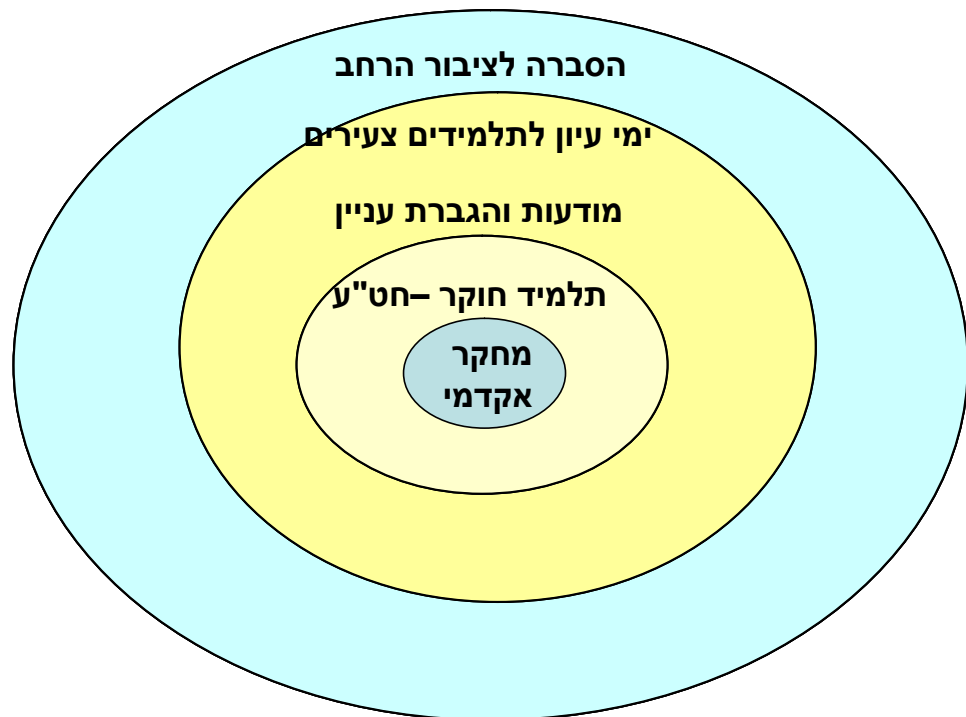 הסברה לציבור הרחב
ימי עיון לתלמידים צעירים
מודעות והגברת עניין
תלמיד חוקר –חט"ע
מחקר
אקדמי